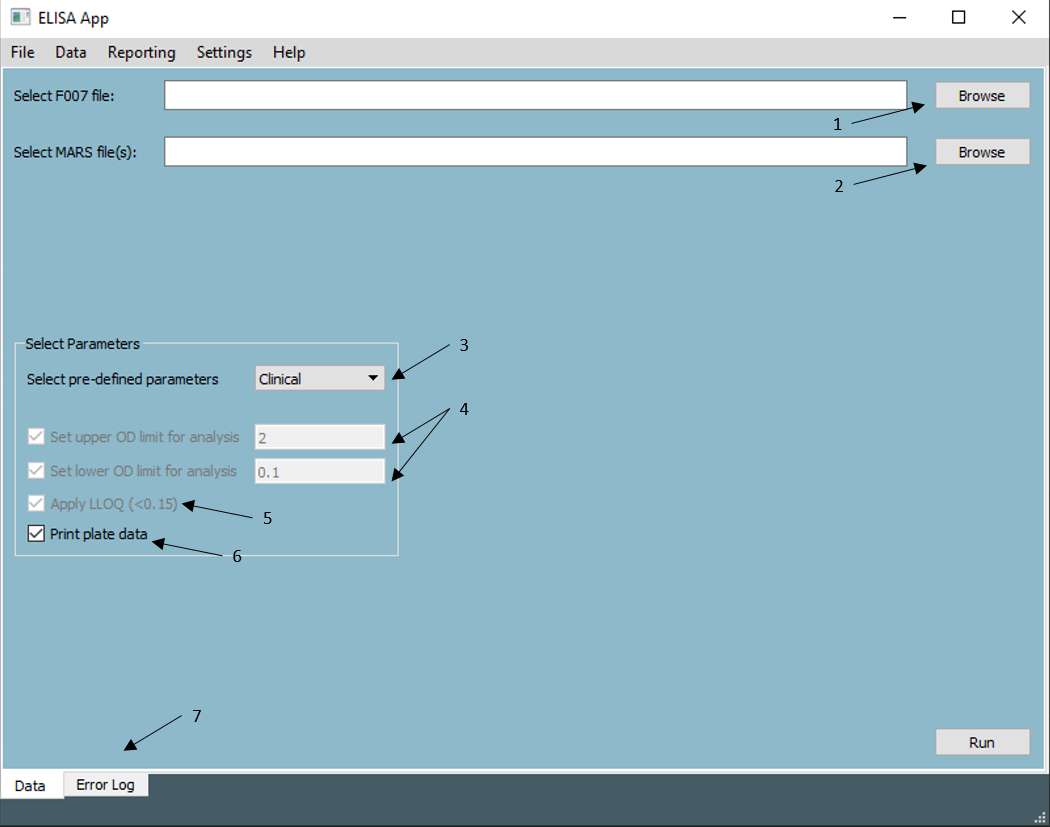 ELISA App
File Data Reporting Settings Help
Select F007 file: Browse
1
Select MARS file(s): Browse
2
Select Parameters
3
Select pre-defined parameters Clinical
4
Set upper OD limit for analysis 2
Set lower OD limit for analysis 0.1
Apply LLOQ (<0.15)
5
Print plate data
6
7
Run
Data Error Log